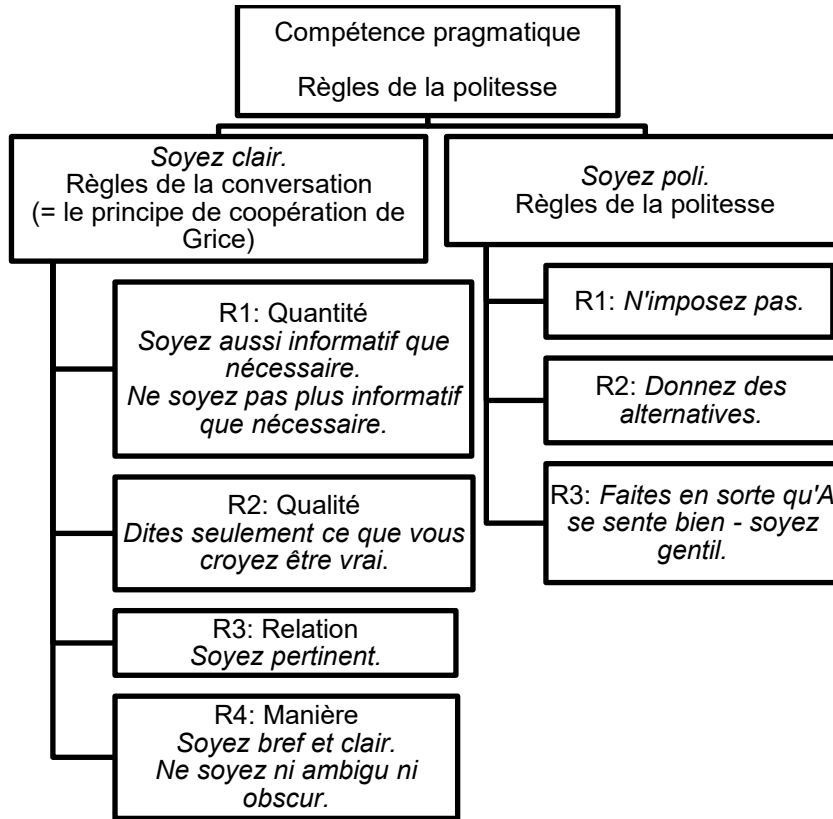 Compétence pragmatique
Règles de la politesse
Soyez clair.
Règles de la conversation
(= le principe de coopération de
Grice)
R1: Quantité
Soyez aussi informatif que
nécessaire.
Ne soyez pas plus informatif
que nécessaire.
R2: Qualité
Dites seulement ce que vous
croyez être vrai.
R3: Relation
Soyez pertinent.
R4: Manière
Soyez bref et clair.
Ne soyez ni ambigu ni
obscur.
Soyez poli.
Règles de la politesse
R1: N'imposez pas.
R2: Donnez des
alternatives.
R3: Faites en sorte qu'A
se sente bien - soyez
gentil.